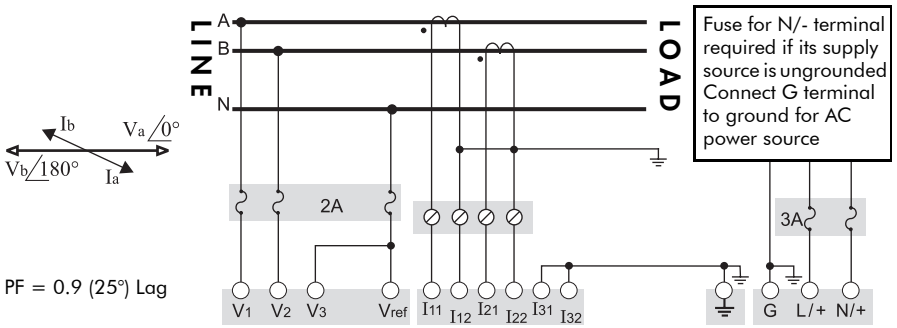 A
B
N
LINE
LOAD
Fuse for N/- terminal
required if its supply
source is ungrounded
Connect G terminal
to ground for AC
power source
Ib
Va/0°
Vb/180°
Ia
2A
3A
PF = 0.9 (25°) Lag
V1 V2 V3 Vref I11 I12 I21 I22 I31 I32 G L/+ N/+